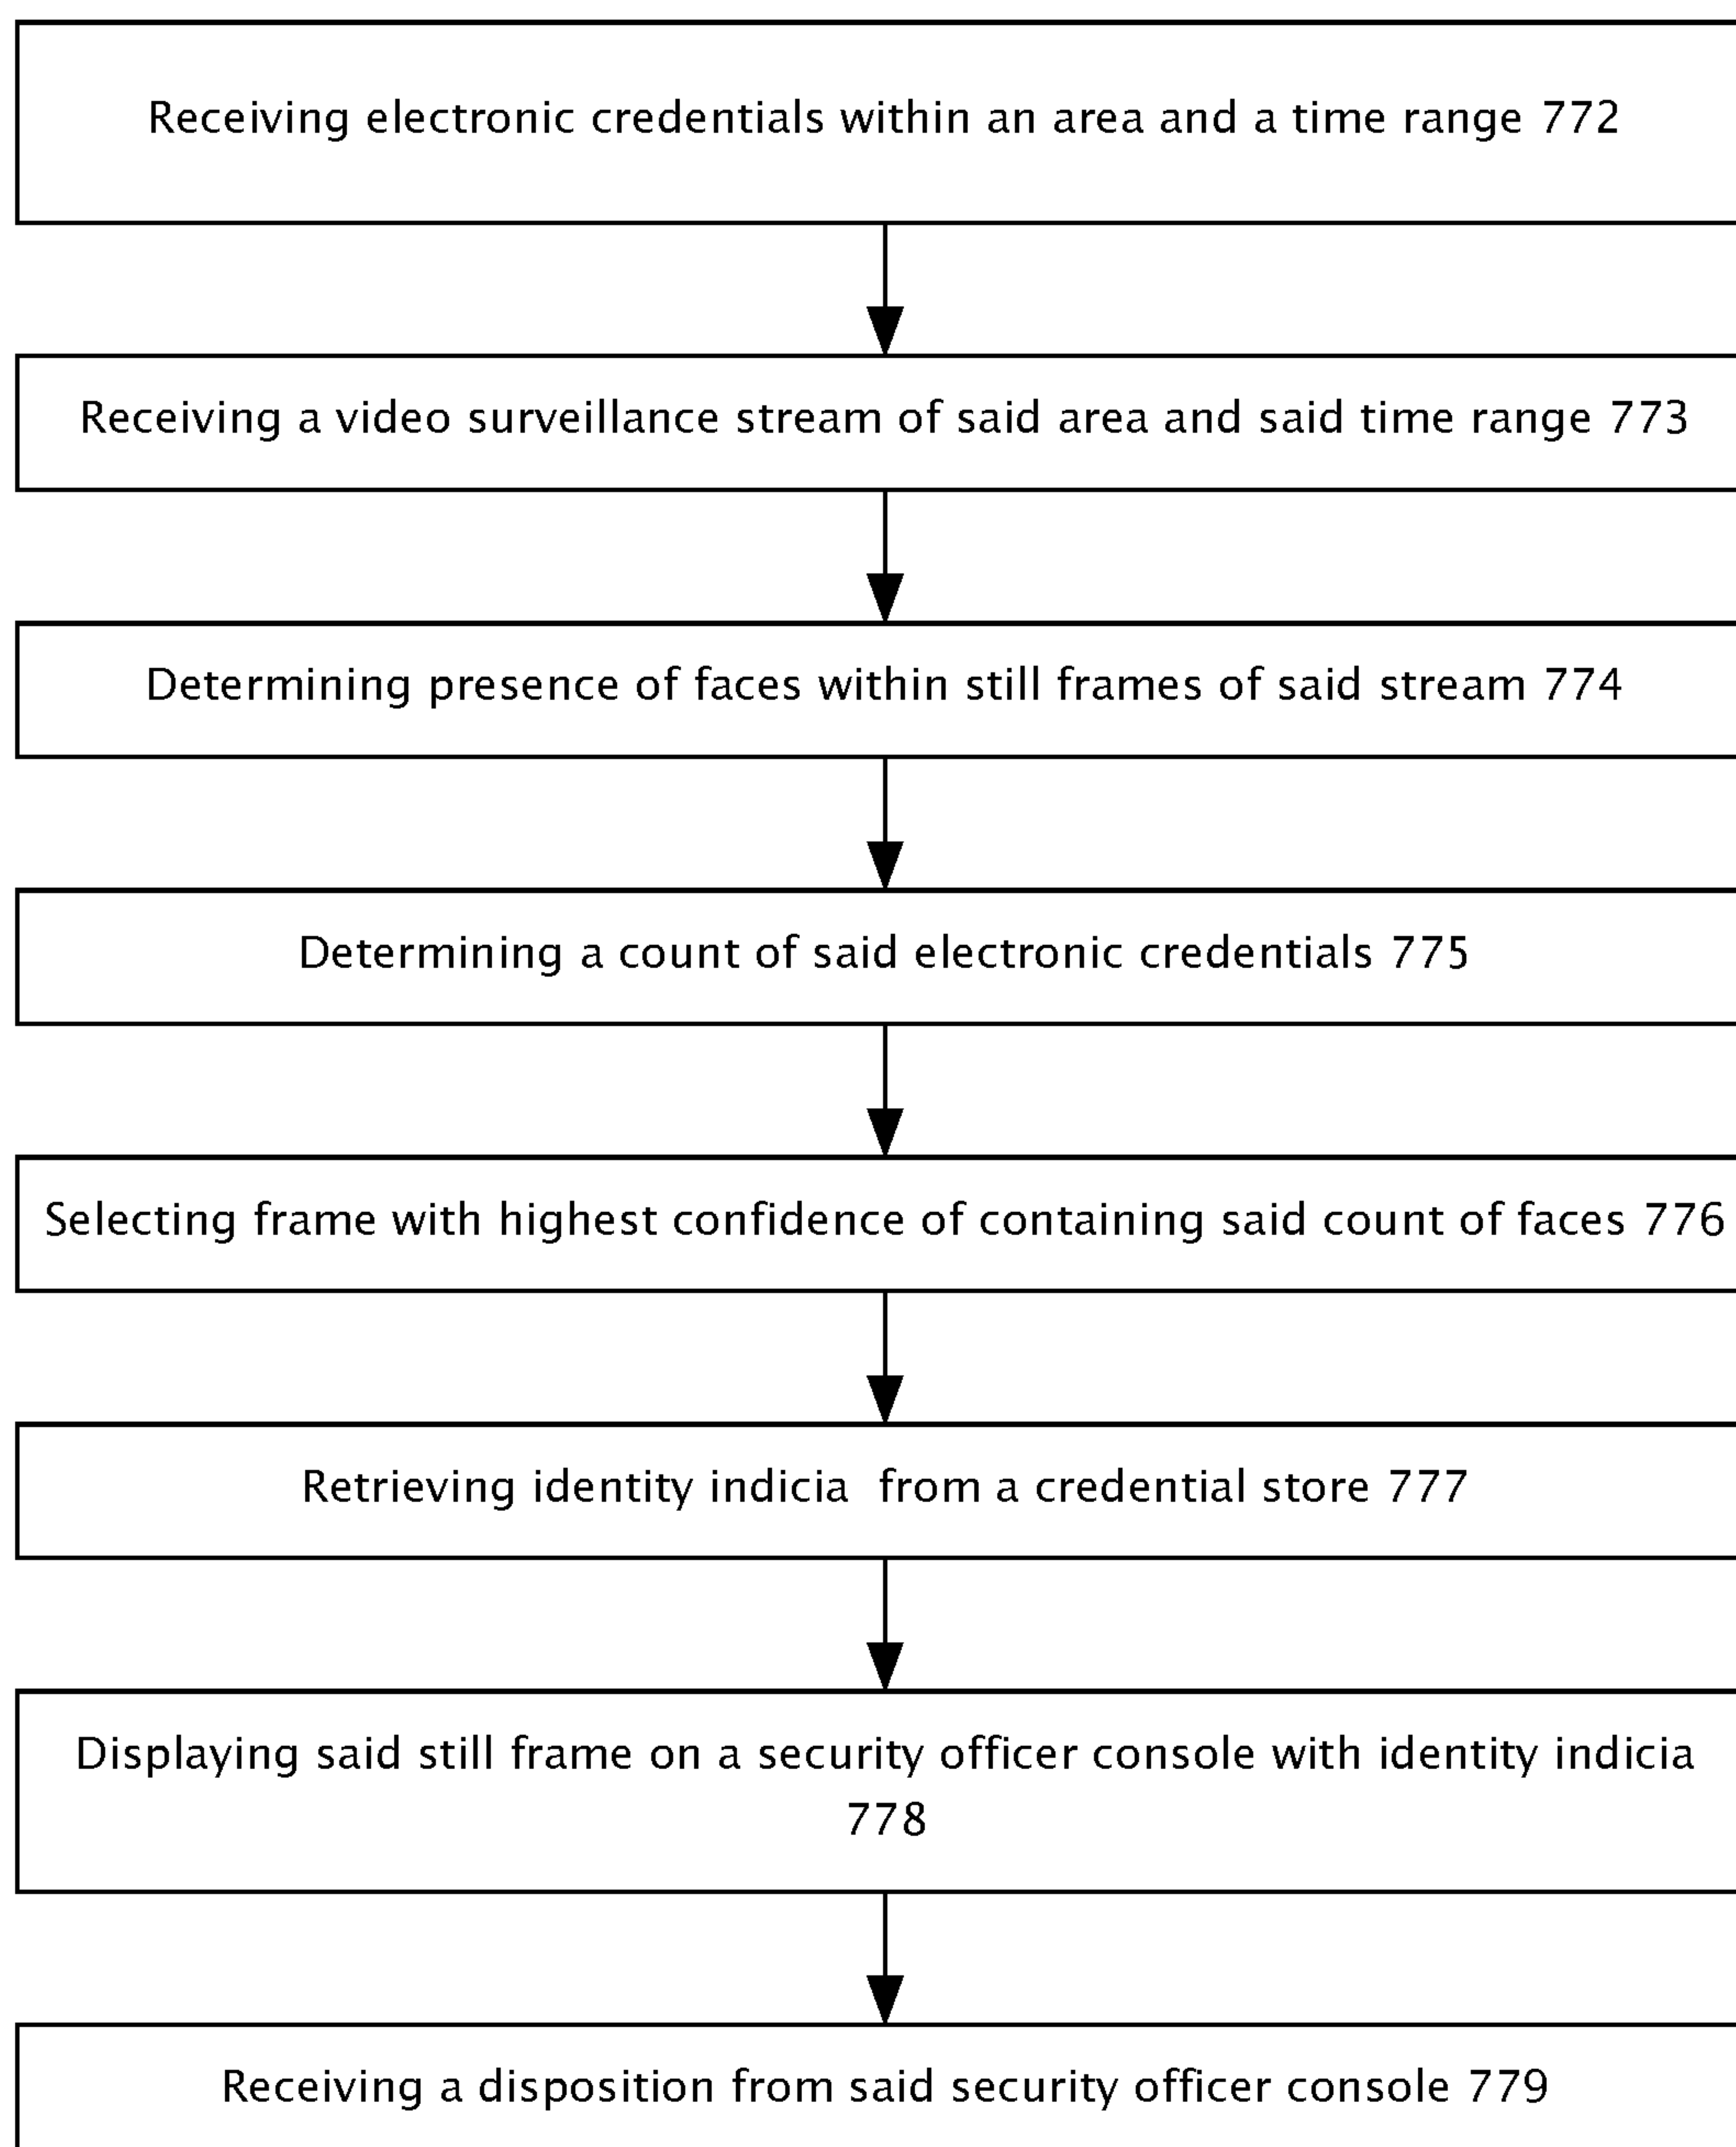 Receiving electronic credentials within an area and a time range 772
Receiving a video surveillance stream of said area and said time range 773
Determining presence of faces within still frames of said stream 774
Determining a count of said electronic credentials 775
Selecting frame with highest confidence of containing said count of faces 776
Retrieving identity indicia  from a credential store 777
Displaying said still frame on a security officer console with identity indicia
778
Receiving a disposition from said security officer console 779